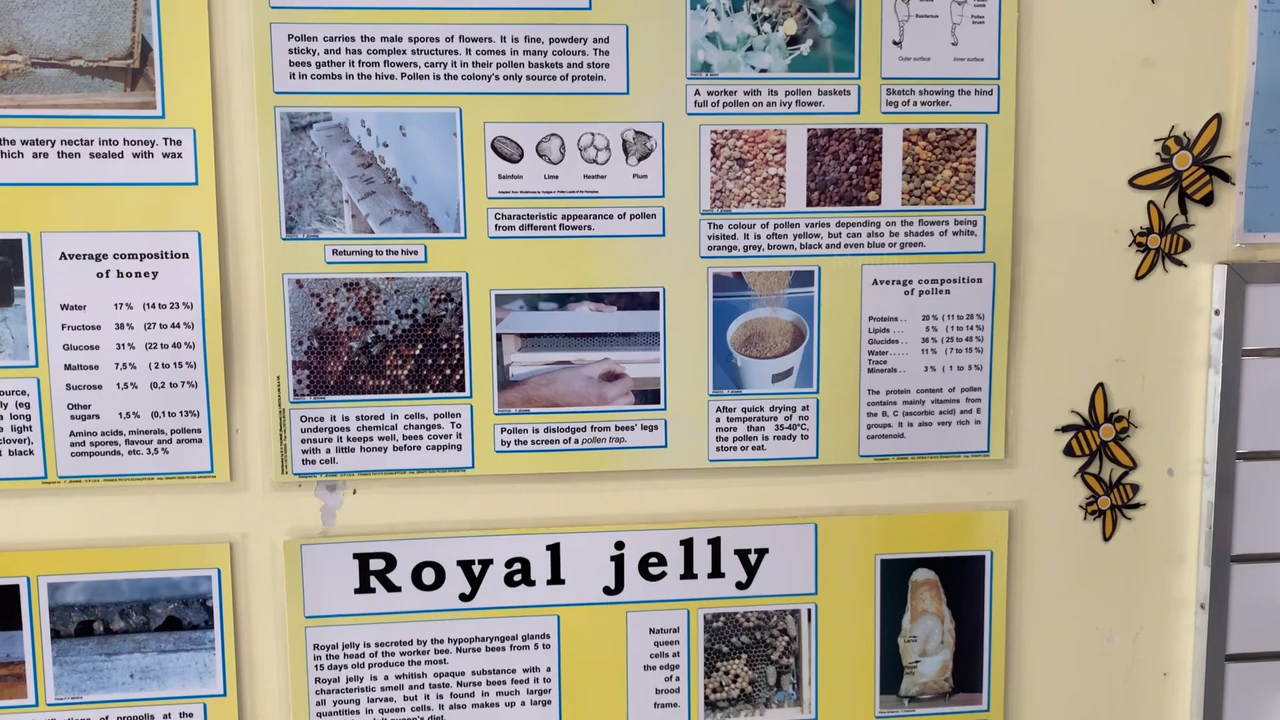 Pollen carries the male spores of flowers. It is fine, powdery and
sticky, and has complex structures. It comes in many colours. The
bees gather it from flowers, carry it in their pollen baskets and store
it in combs in the hive. Pollen is the colony's only source of protein.
Basitarsus
Pollen
comb
Pollen
brush
Outer surface
Inner surface
A worker with its pollen baskets
full of pollen on an ivy flower.
Sketch showing the hind
leg of a worker.
the watery nectar into honey. The
which are then sealed with wax
Sainfoin
Lime
Heather
Plum
Characteristic appearance of pollen
from different flowers.
Returning to the hive
The colour of pollen varies depending on the flowers being
visited. It is often yellow, but can also be shades of white,
orange, grey, brown, black and even blue or green.
Average composition
of honey
Water 17 % (14 to 23 %)
Fructose 38 % (27 to 44 %)
Glucose 31 % (22 to 40 %)
Maltose 7,5 % ( 2 to 15 %)
Sucrose 1,5 % (0,2 to 7 %)
Other
sugars 1,5 % (0,1 to 13%)
Amino acids, minerals, pollens
and spores, flavour and aroma
compounds, etc. 3,5 %
ource,
ly (eg
a long
e light
clover),
t black
Once it is stored in cells, pollen
undergoes chemical changes. To
ensure it keeps well, bees cover it
with a little honey before capping
the cell.
Pollen is dislodged from bees' legs
by the screen of a pollen trap.
After quick drying at
a temperature of no
more than 35-40°C,
the pollen is ready to
store or eat.
Average composition
of pollen
Proteins . . 20 % ( 11 to 28 %)
Lipids . . . 5 % ( 1 to 14 %)
Glucides . . 36 % ( 25 to 48 %)
Water . . . . . 11 % ( 7 to 15 %)
Trace
Minerals . . 3 % ( 1 to 5 %)
The protein content of pollen
contains mainly vitamins from
the B, C (ascorbic acid) and E
groups. It is also very rich in
carotenoid.
Royal jelly
Royal jelly is secreted by the hypopharyngeal glands
in the head of the worker bee. Nurse bees from 5 to
15 days old produce the most.
Royal jelly is a whitish opaque substance with a
characteristic smell and taste. Nurse bees feed it to
all young larvae, but it is found in much larger
quantities in queen cells. It also makes up a large
queen's diet.
Natural
queen
cells at
the edge
of a
brood
frame.
Larva
jelly
of propolis at the